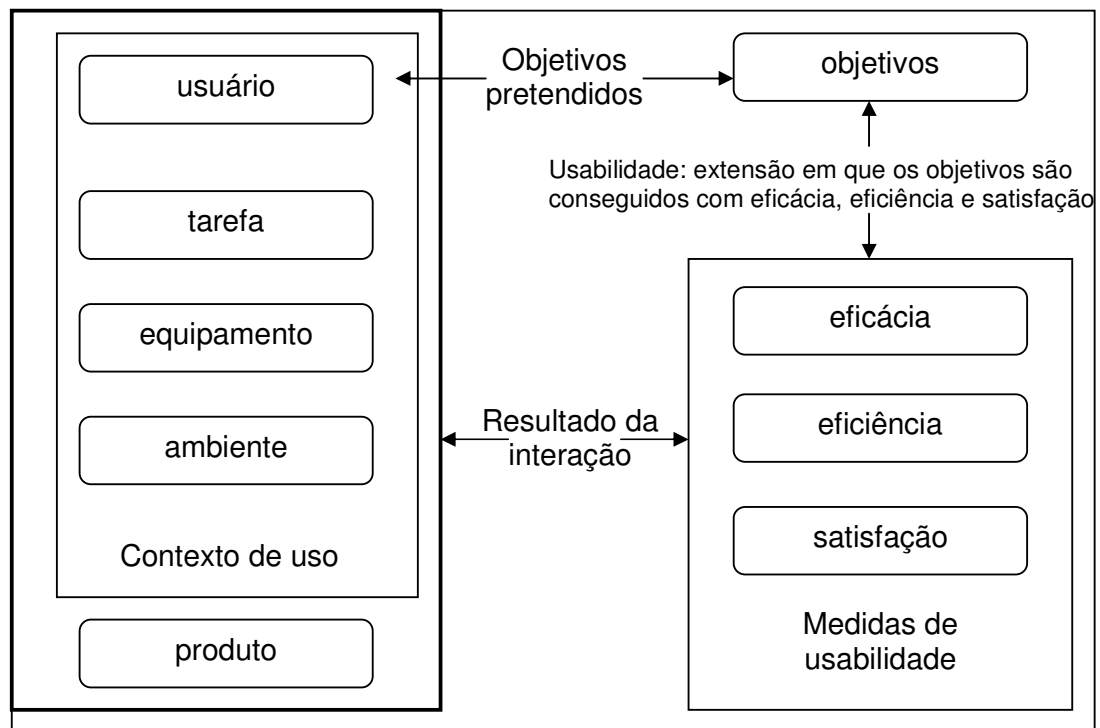 usuário
tarefa
equipamento
ambiente
Contexto de uso
produto
Objetivos
pretendidos
objetivos
Usabilidade: extensão em que os objetivos são
conseguidos com eficácia, eficiência e satisfação
Resultado da
interação
eficácia
eficiência
satisfação
Medidas de
usabilidade